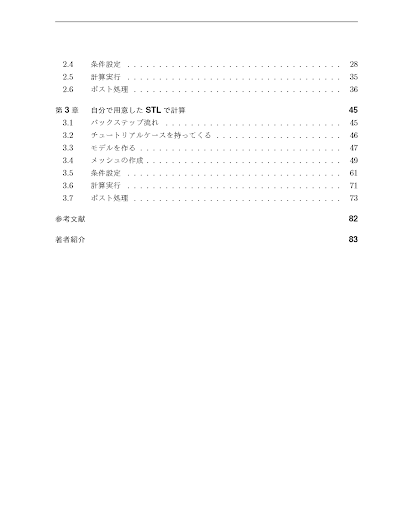 2.4 条件設定 . . . . . . . . . . . . . . . . . . . . . . . . . . . . . . . . . . 28
2.5 計算実行 . . . . . . . . . . . . . . . . . . . . . . . . . . . . . . . . . . 35
2.6 ポスト処理 . . . . . . . . . . . . . . . . . . . . . . . . . . . . . . . . . 36
第 3 章 自分で用意した STL で計算 45
3.1 バックステップ流れ . . . . . . . . . . . . . . . . . . . . . . . . . . . . 45
3.2 チュートリアルケースを持ってくる . . . . . . . . . . . . . . . . . . . . 46
3.3 モデルを作る . . . . . . . . . . . . . . . . . . . . . . . . . . . . . . . . 47
3.4 メッシュの作成 . . . . . . . . . . . . . . . . . . . . . . . . . . . . . . . 49
3.5 条件設定 . . . . . . . . . . . . . . . . . . . . . . . . . . . . . . . . . . 61
3.6 計算実行 . . . . . . . . . . . . . . . . . . . . . . . . . . . . . . . . . . 71
3.7 ポスト処理 . . . . . . . . . . . . . . . . . . . . . . . . . . . . . . . . . 73
参考文献 82
著者紹介 83